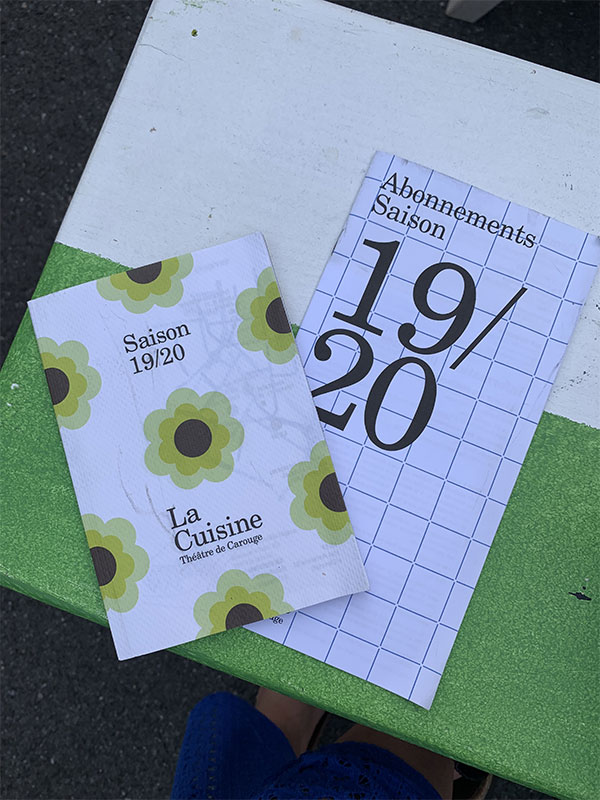 Saison
19/20
La
Cuisine
Théâtre de Carouge
Abonnements
Saison
19/
20